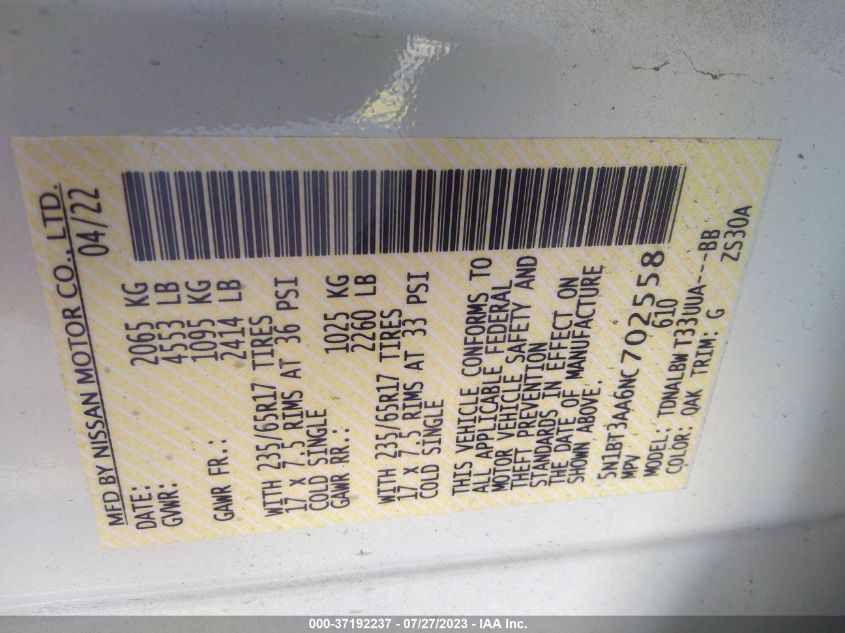 MFD BY NISSAN MOTOR CO., LTD.
DATE: 04/22
GVWR: 2065 KG
4553 LB
GAWR FR.: 1095 KG
2414 LB
WITH 235/65R17 TIRES
17 X 7.5 RIMS AT 36 PSI
COLD SINGLE
GAWR RR.: 1025 KG
2260 LB
WITH 235/65R17 TIRES
17 X 7.5 RIMS AT 33 PSI
COLD SINGLE
THIS VEHICLE CONFORMS TO
ALL APPLICABLE FEDERAL
MOTOR VEHICLE SAFETY AND
THEFT PREVENTION
STANDARDS IN EFFECT ON
THE DATE OF MANUFACTURE
SHOWN ABOVE.
5N1BT3AA6NC702558
MPV 610
MODEL: TDNALBW T33UUA---BB
COLOR: QAK TRIM: G ZS30A
000-37192237 - 07/27/2023 - IAA Inc.